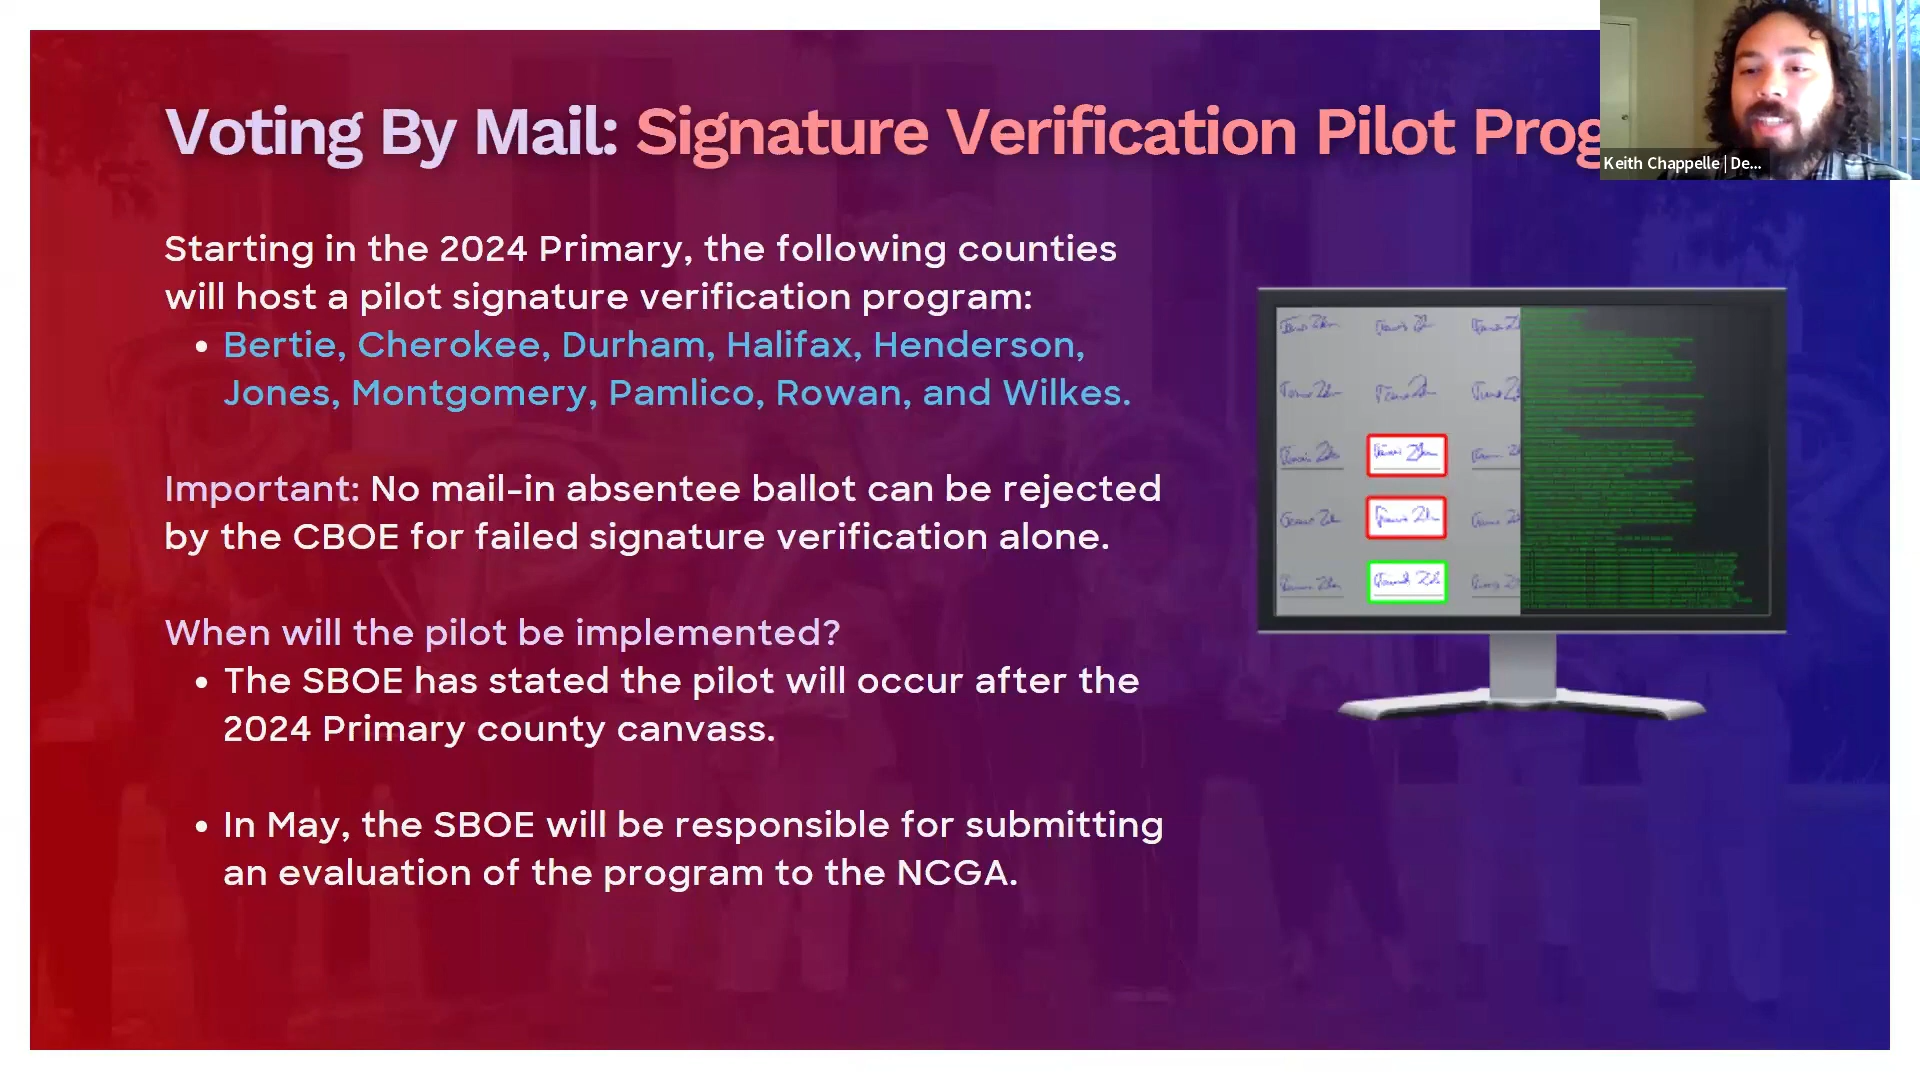 Voting By Mail: Signature Verification Pilot Prog
Keith Chappelle | De...
Starting in the 2024 Primary, the following counties
will host a pilot signature verification program:
• Bertie, Cherokee, Durham, Halifax, Henderson,
Jones, Montgomery, Pamlico, Rowan, and Wilkes.
Important: No mail-in absentee ballot can be rejected
by the CBOE for failed signature verification alone.
When will the pilot be implemented?
• The SBOE has stated the pilot will occur after the
2024 Primary county canvass.
• In May, the SBOE will be responsible for submitting
an evaluation of the program to the NCGA.